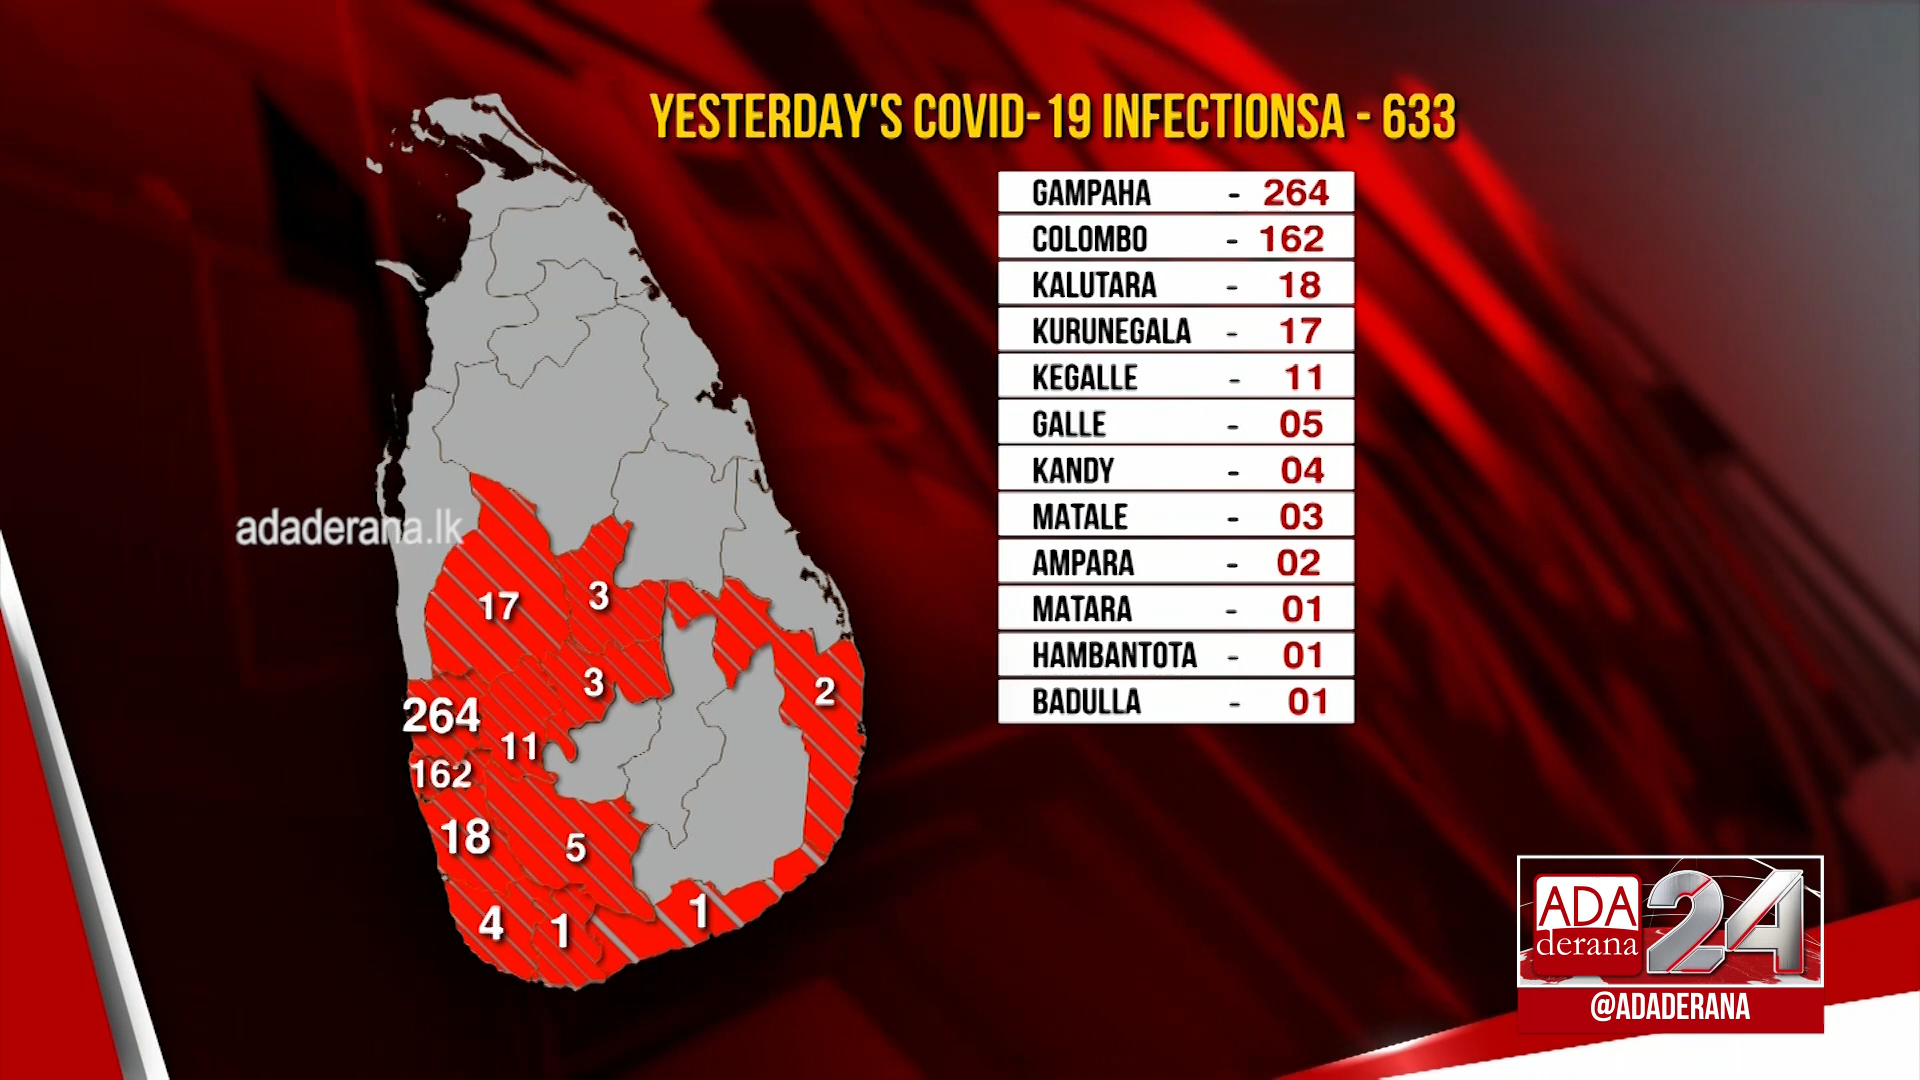 YESTERDAY'S COVID-19 INFECTIONSA - 633
GAMPAHA - 264
COLOMBO - 162
KALUTARA - 18
KURUNEGALA - 17
KEGALLE - 11
GALLE - 05
KANDY - 04
MATALE - 03
AMPARA - 02
MATARA - 01
HAMBANTOTA - 01
BADULLA - 01
adaderana.lk
17
3
3
2
264
11
162
18
5
4
1
1
ADA
derana
24
@ADADERANA